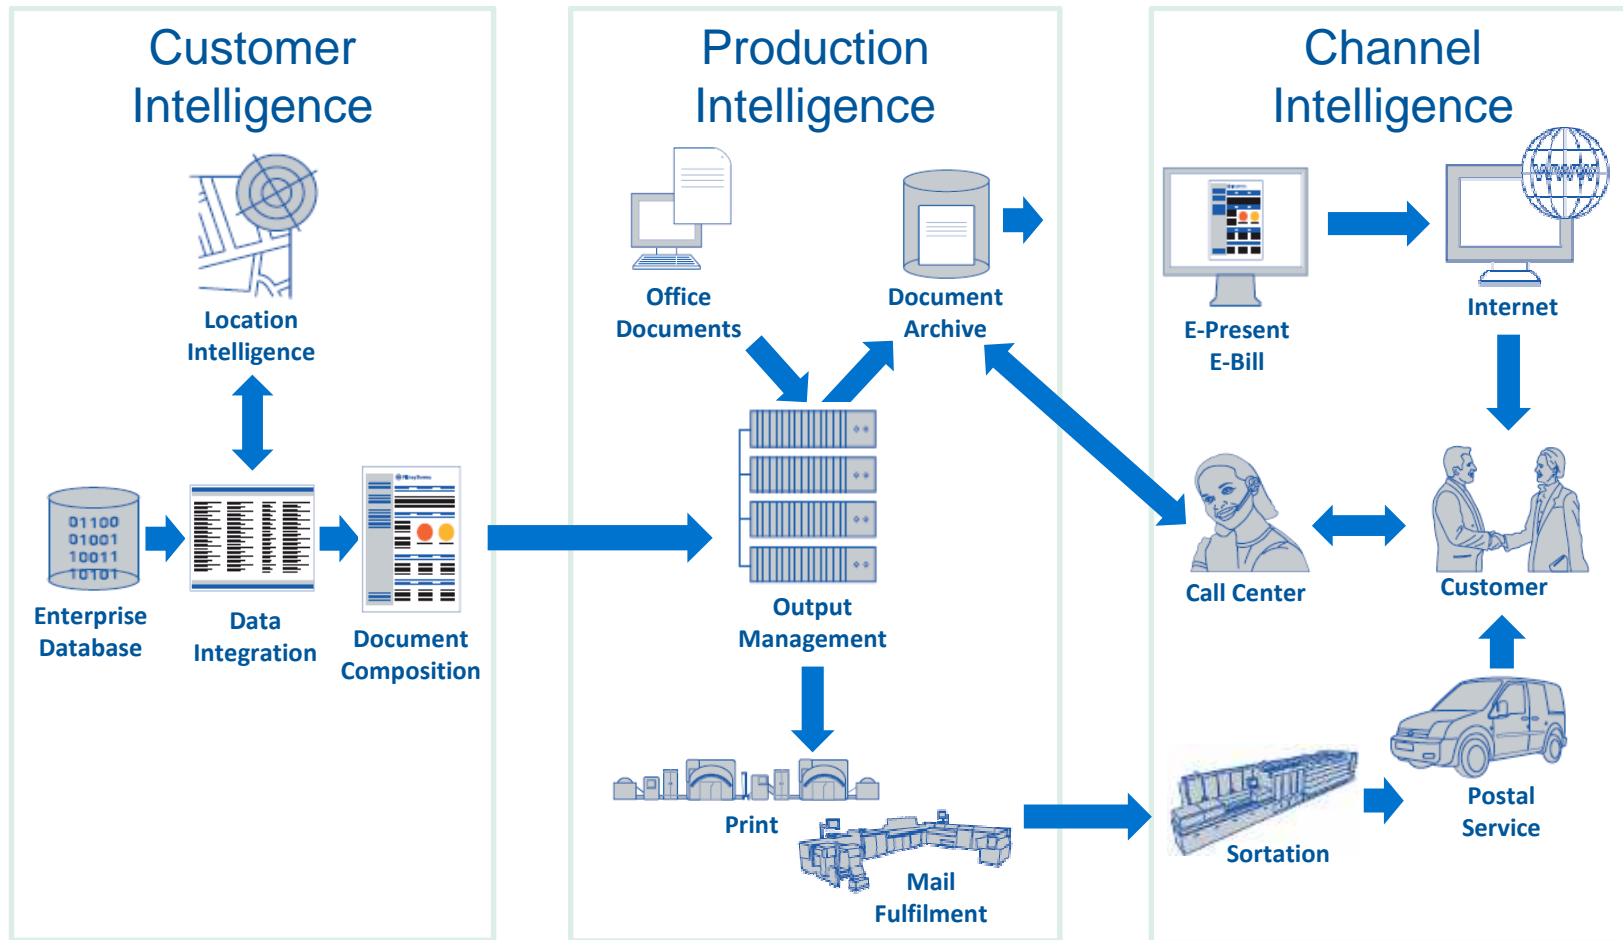 Customer
Intelligence
Location
Intelligence
01100
01001
10011
10101
Enterprise
Database
Data
Integration
Document
Composition
Production
Intelligence
Office
Documents
Document
Archive
Output
Management
Print
Mail
Fulfilment
Channel
Intelligence
E-Present
E-Bill
WWW
Internet
Call Center
Customer
Sortation
Postal
Service